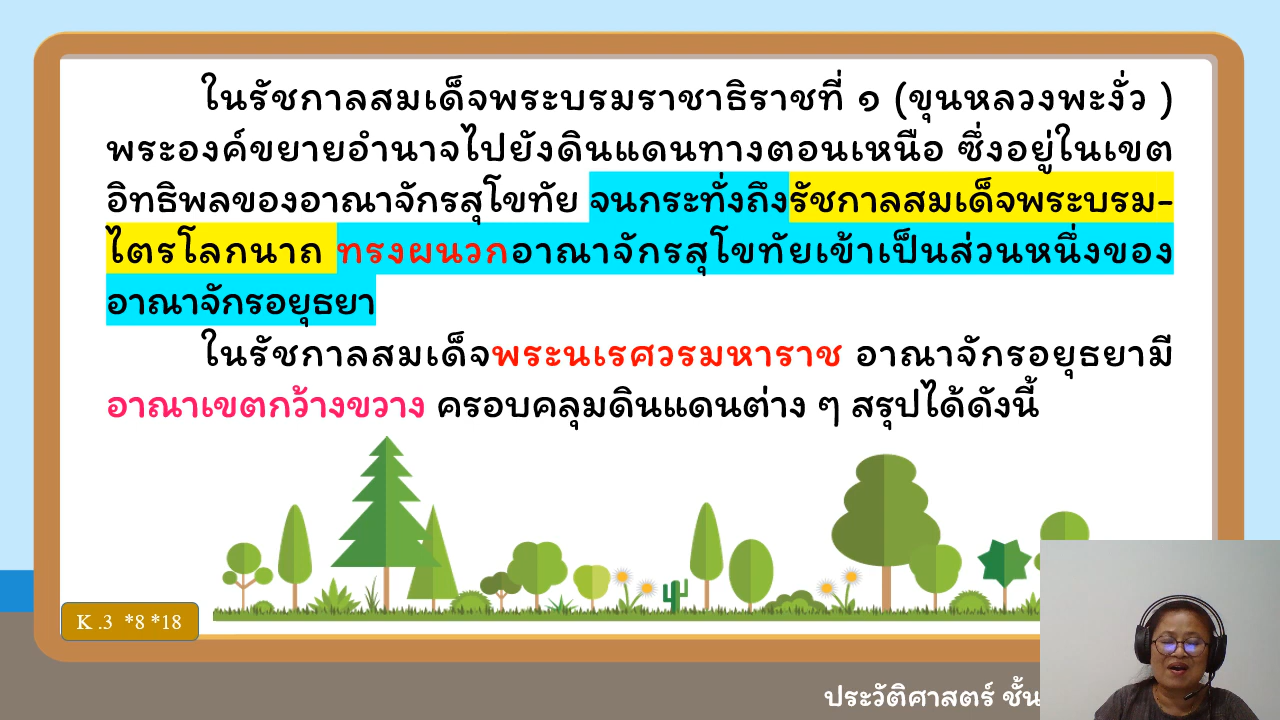 ในรัชกาลสมเด็จพระบรมราชาธิราชที่ ๑ (ขุนหลวงพะงั่ว )
พระองค์ขยายอำนาจไปยังดินแดนทางตอนเหนือ ซึ่งอยู่ในเขต
อิทธิพลของอาณาจักรสุโขทัย จนกระทั่งถึงรัชกาลสมเด็จพระบรม-
ไตรโลกนาถ ทรงผนวกอาณาจักรสุโขทัยเข้าเป็นส่วนหนึ่งของ
อาณาจักรอยุธยา
ในรัชกาลสมเด็จพระนเรศวรมหาราช อาณาจักรอยุธยามี
อาณาเขตกว้างขวาง ครอบคลุมดินแดนต่าง ๆ สรุปได้ดังนี้
K .3 *8 *18
ประวัติศาสตร์ ชั้น